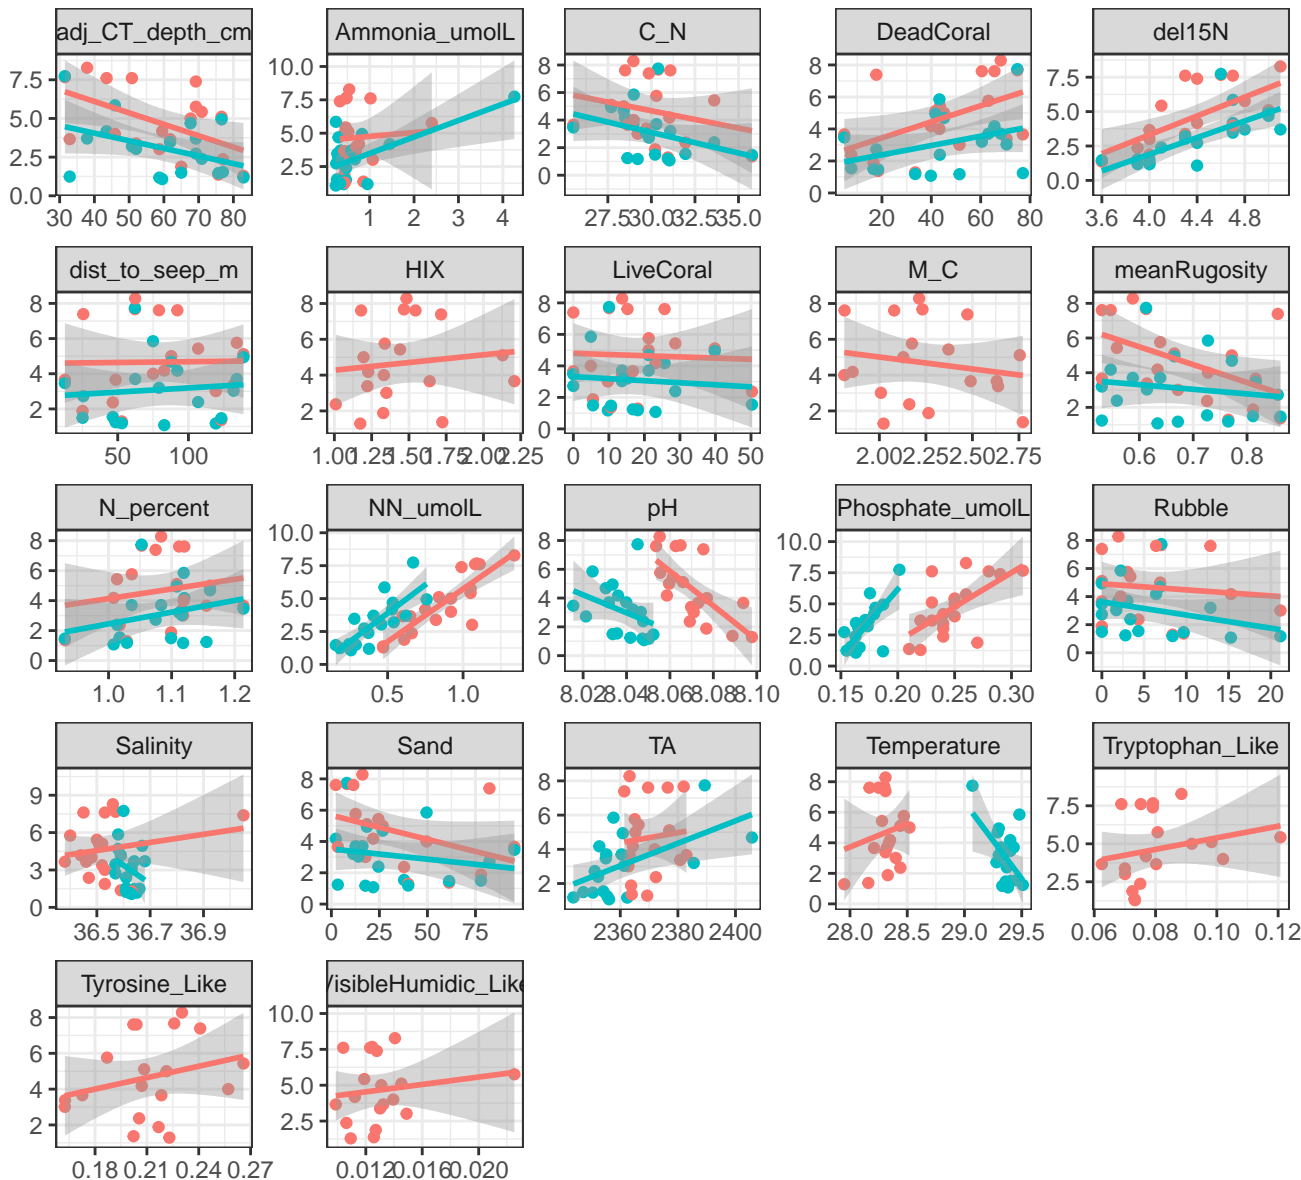 adj_CT_depth_cm Ammonia_umolL C_N DeadCoral del15N
7.5 5.0 2.5 0.0
10.0 7.5 5.0 2.5
8 6 4 2 0
8 6 4 2 0
7.5 5.0 2.5 0.0
30 40 50 60 70 80 1 2 3 4 27.5 30.0 32.5 35.0 20 40 60 80 3.6 4.0 4.4 4.8
dist_to_seep_m HIX LiveCoral M_C meanRugosity
8 6 4 2
8 6 4 2
8 6 4 2 0
8 6 4 2
8 6 4 2
50 100 1.00 1.25 1.50 1.75 2.00 2.25 0 10 20 30 40 50 2.00 2.25 2.50 2.75 0.6 0.7 0.8
N_percent NN_umolL pH Phosphate_umolL Rubble
8 6 4 2 0
10.0 7.5 5.0 2.5 0.0
8 6 4 2 0
10.0 7.5 5.0 2.5 0.0
8 6 4 2 0
1.0 1.1 1.2 0.5 1.0 8.02 8.04 8.06 8.08 8.10 0.15 0.20 0.25 0.30 0 5 10 15 20
Salinity Sand TA Temperature Tryptophan_Like
9 6 3 0
8 6 4 2 0
8 6 4 2
8 6 4 2 0
7.5 5.0 2.5
36.5 36.7 36.9 0 25 50 75 2360 2380 2400 28.0 28.5 29.0 29.5 0.06 0.08 0.10 0.12
Tyrosine_Like VisibleHumidic_Like
8 6 4 2
10.0 7.5 5.0 2.5
0.18 0.21 0.24 0.27 0.012 0.016 0.020